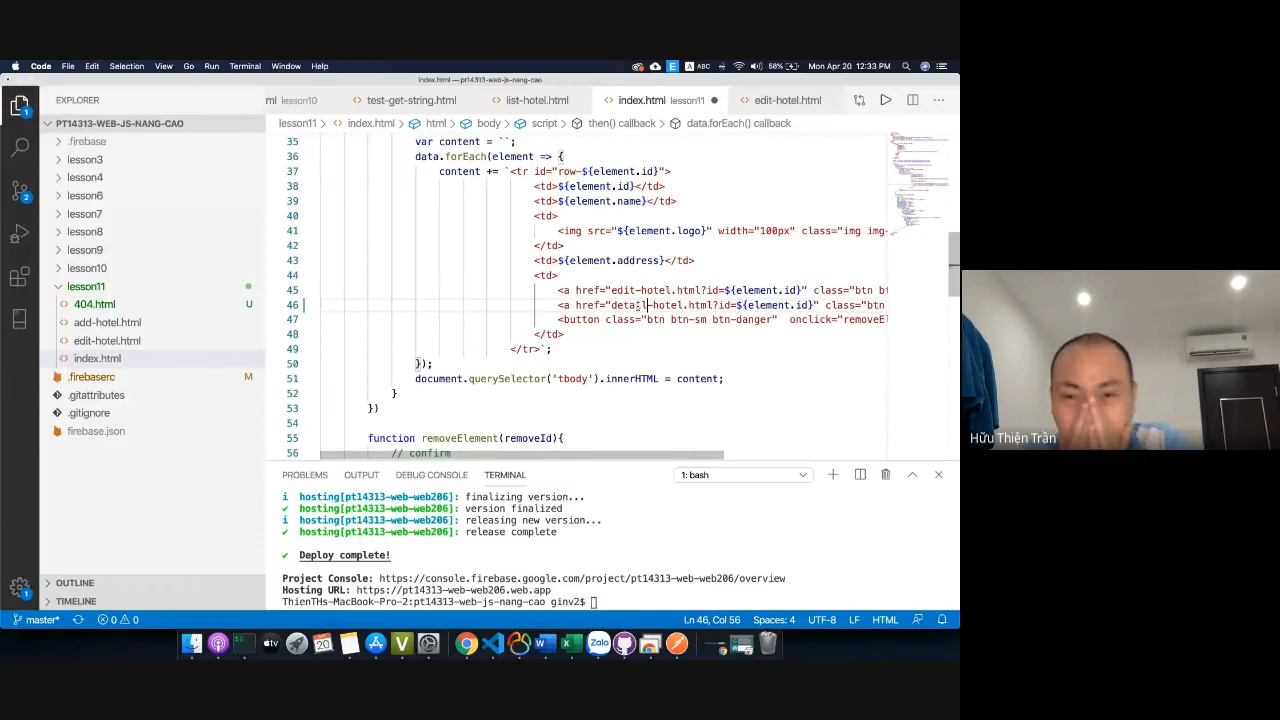 Code File Edit Selection View Go Run Terminal Window Help
E A ABC 58% Mon Apr 20 12:33 PM
index.html — pt14313-web-js-nang-cao
EXPLORER
ml lesson10 test-get-string.html list-hotel.html index.html lesson11 edit-hotel.html
PT14313-WEB-JS-NANG-CAO
lesson11 > index.html > html > body > script > then() callback > data.forEach() callback
.firebase
lesson3
lesson4
lesson6
lesson7
lesson8
lesson9
lesson10
lesson11
404.html U
add-hotel.html
edit-hotel.html
index.html
.firebaserc M
.gitattributes
.gitignore
firebase.json
OUTLINE
TIMELINE
35 var content = ``;
36 data.forEach(element => {
37 content += `<tr id="row-${element.id}">
38 <td>${element.id}</td>
39 <td>${element.name}</td>
40 <td>
41 <img src="${element.logo}" width="100px" class="img img-
42 </td>
43 <td>${element.address}</td>
44 <td>
45 <a href="edit-hotel.html?id=${element.id}" class="btn b
46 <a href="detail-hotel.html?id=${element.id}" class="btn
47 <button class="btn btn-sm btn-danger" onclick="removeEl
48 </td>
49 </tr>`;
50 });
51 document.querySelector('tbody').innerHTML = content;
52 }
53 })
55 function removeElement(removeId){
56 // confirm
PROBLEMS OUTPUT DEBUG CONSOLE TERMINAL 1: bash
i hosting[pt14313-web-web206]: finalizing version...
✔ hosting[pt14313-web-web206]: version finalized
i hosting[pt14313-web-web206]: releasing new version...
✔ hosting[pt14313-web-web206]: release complete
✔ Deploy complete!
Project Console: https://console.firebase.google.com/project/pt14313-web-web206/overview
Hosting URL: https://pt14313-web-web206.web.app
ThienTHs-MacBook-Pro-2:pt14313-web-js-nang-cao ginv2$
master* 0 0 Ln 46, Col 56 Spaces: 4 UTF-8 LF HTML
Hữu Thiện Trần
tv 20 V W X Zalo